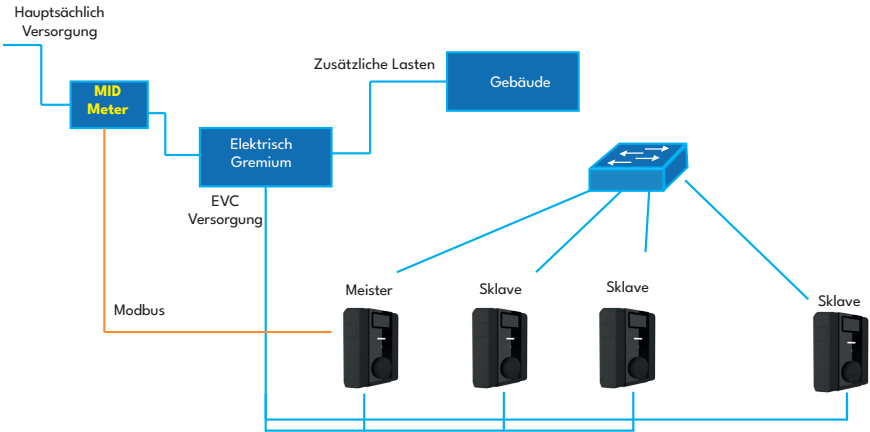 Hauptsächlich
Versorgung
MID
Meter
Zusätzliche Lasten
Gebäude
Elektrisch
Gremium
EVC
Versorgung
Modbus
Meister
Sklave
Sklave
Sklave